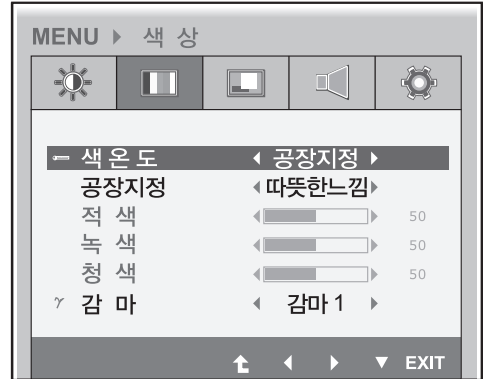 MENU 색 상
색 온 도 공장지정
공장지정 따뜻한느낌
적 색 50
녹 색 50
청 색 50
γ 감 마 감마 1
EXIT